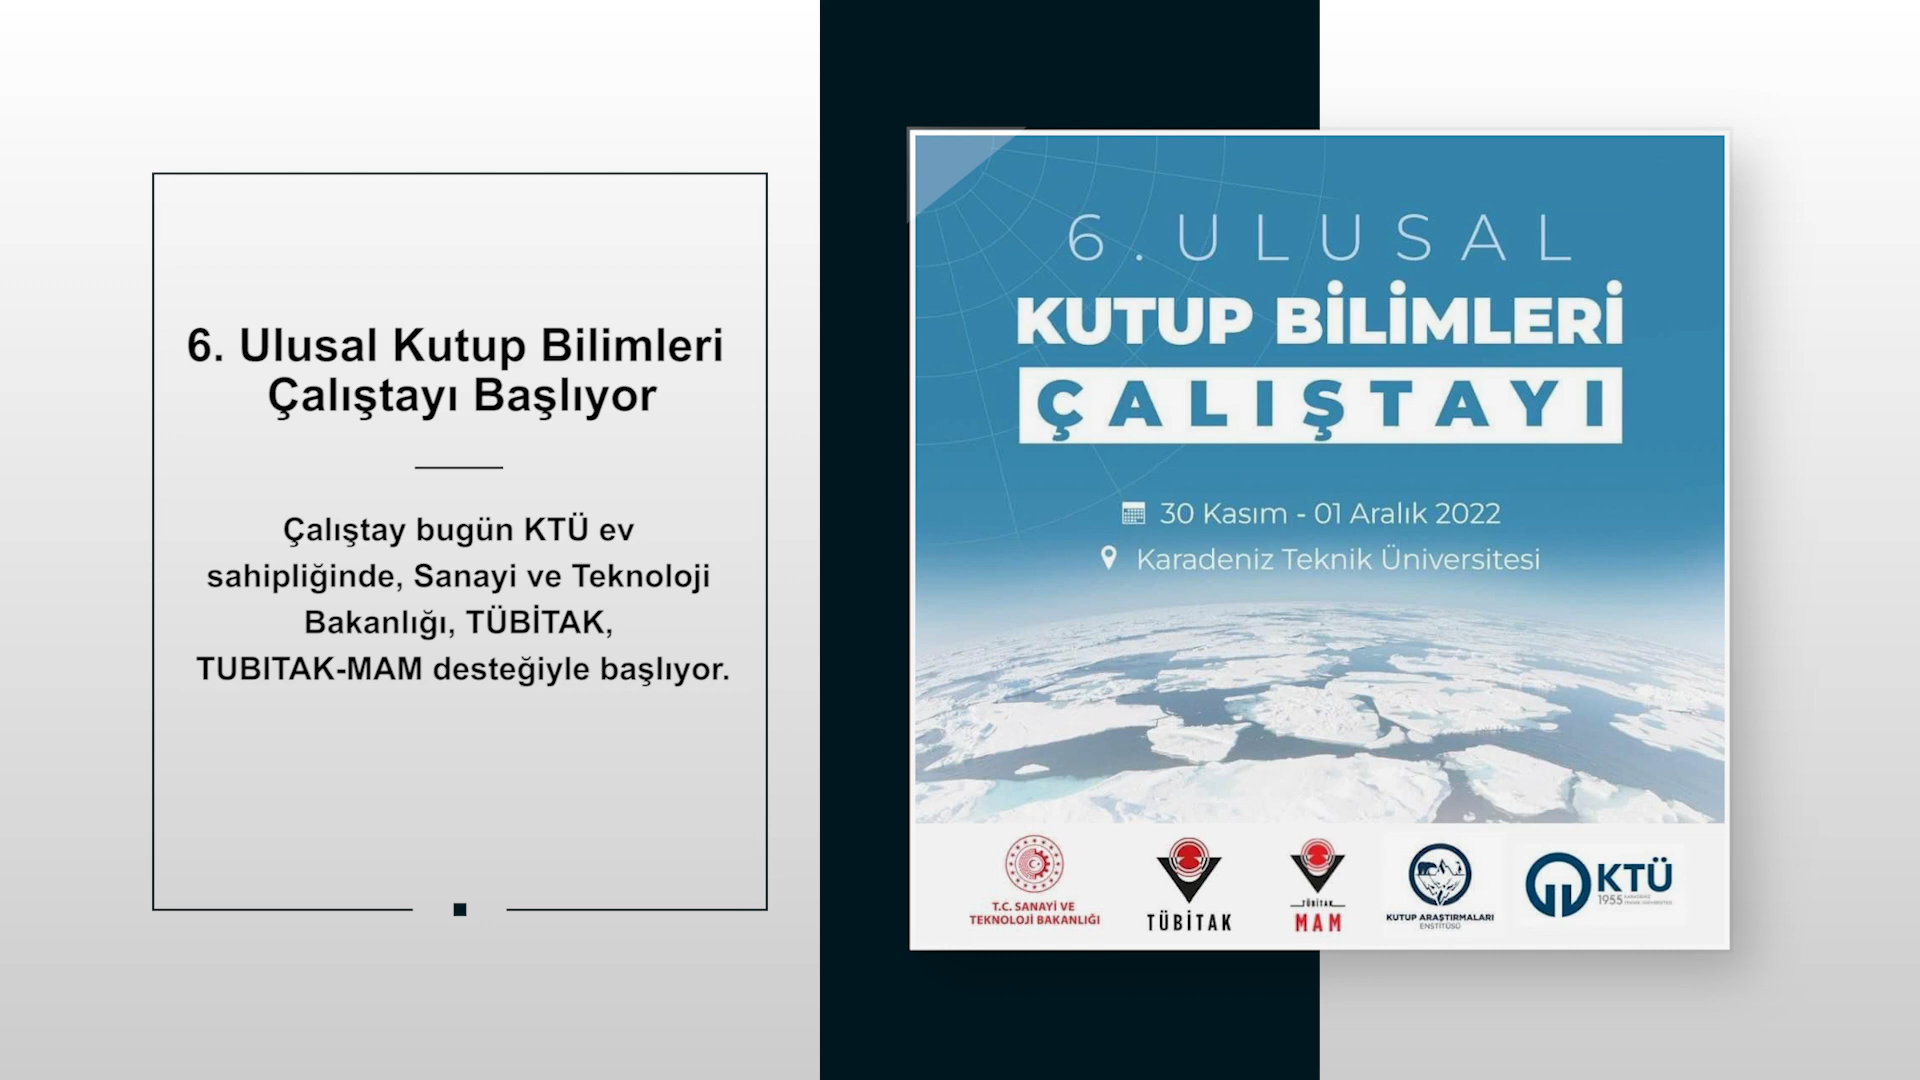 6. Ulusal Kutup Bilimleri
Çalıştayı Başlıyor
Çalıştay bugün KTÜ ev
sahipliğinde, Sanayi ve Teknoloji
Bakanlığı, TÜBİTAK,
TUBITAK-MAM desteğiyle başlıyor.
6. ULUSAL
KUTUP BİLİMLERİ
ÇALIŞTAYI
30 Kasım - 01 Aralık 2022
Karadeniz Teknik Üniversitesi
T.C. SANAYİ VE
TEKNOLOJİ BAKANLIĞI
TÜBİTAK
TÜBİTAK
MAM
KUTUP ARAŞTIRMALARI
ENSTİTÜSÜ
KTÜ
1955